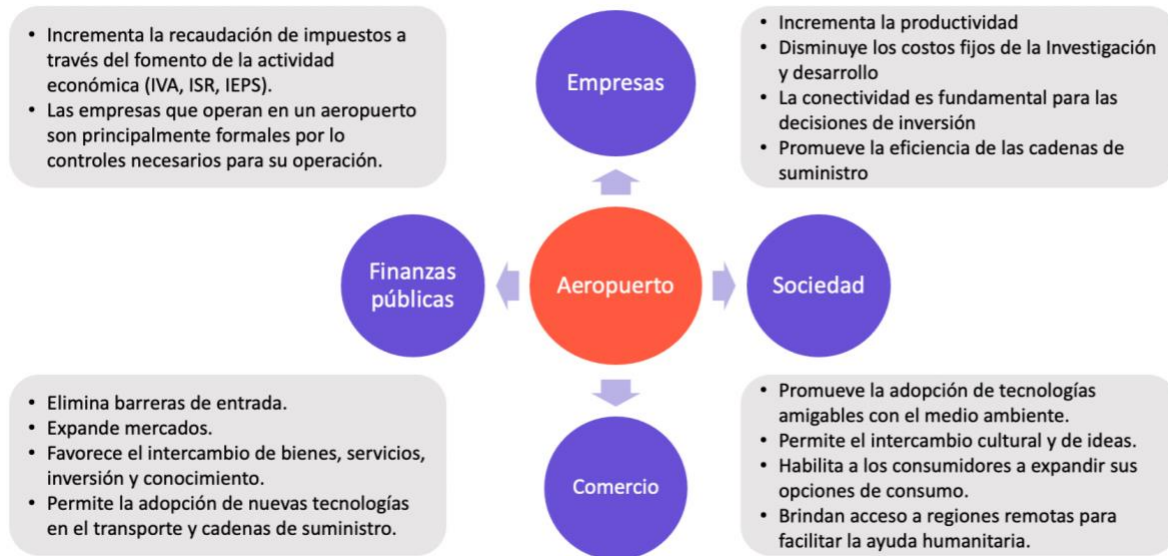 • Incrementa la recaudación de impuestos a
través del fomento de la actividad
económica (IVA, ISR, IEPS).
• Las empresas que operan en un aeropuerto
son principalmente formales por lo
controles necesarios para su operación.
Empresas
• Incrementa la productividad
• Disminuye los costos fijos de la Investigación
y desarrollo
• La conectividad es fundamental para las
decisiones de inversión
• Promueve la eficiencia de las cadenas de
suministro
Finanzas
públicas
Aeropuerto
Sociedad
• Elimina barreras de entrada.
• Expande mercados.
• Favorece el intercambio de bienes, servicios,
inversión y conocimiento.
• Permite la adopción de nuevas tecnologías
en el transporte y cadenas de suministro.
Comercio
• Promueve la adopción de tecnologías
amigables con el medio ambiente.
• Permite el intercambio cultural y de ideas.
• Habilita a los consumidores a expandir sus
opciones de consumo.
• Brindan acceso a regiones remotas para
facilitar la ayuda humanitaria.